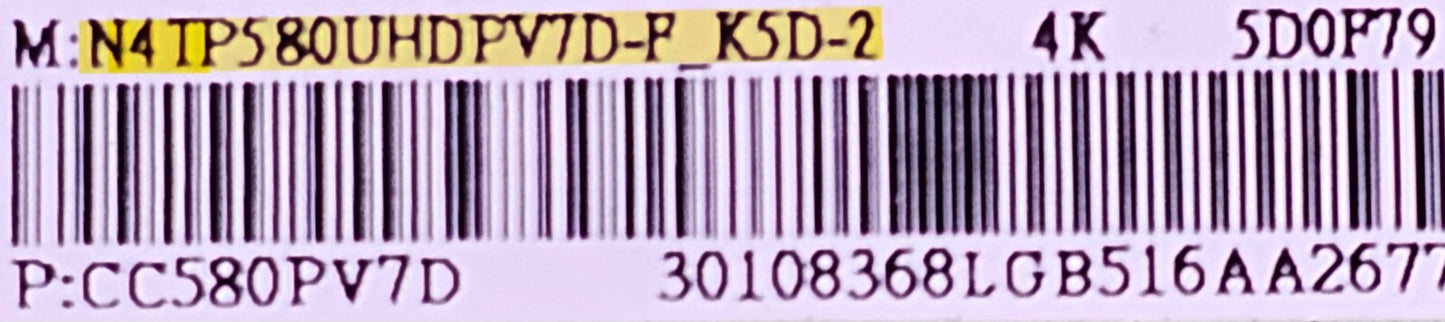 M:N4TP580UHDPV7D-F_K5D-2 4K 5D0F79
P:CC580PV7D 30108368LGB516AA2677